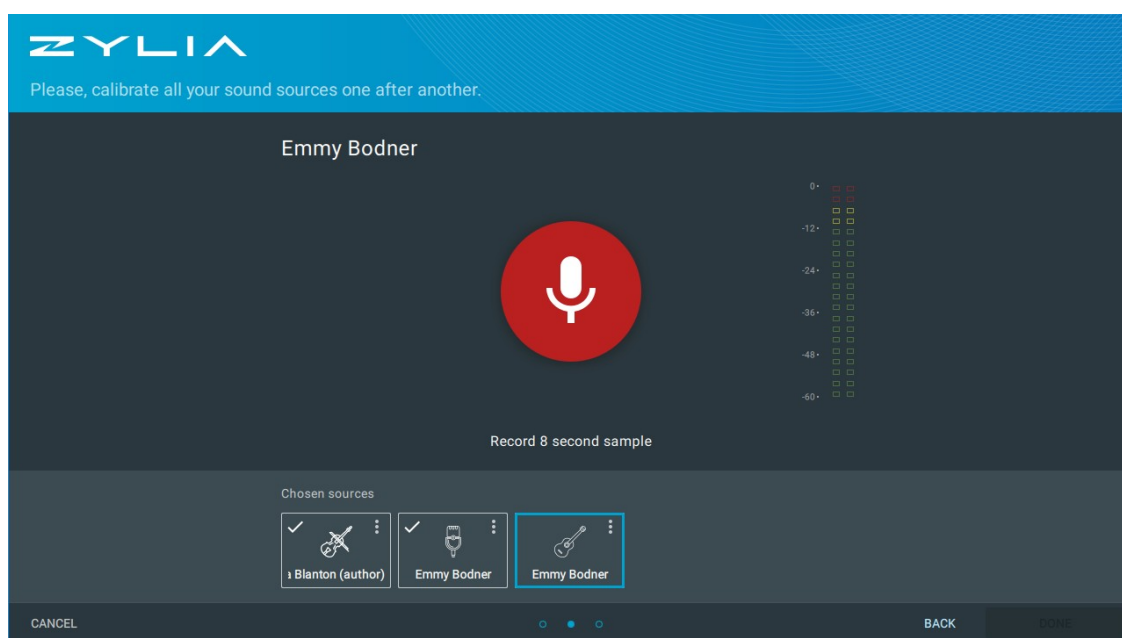 ZYLIA
Please, calibrate all your sound sources one after another.
Emmy Bodner
0
-12
-24
-36
-48
-60
Record 8 second sample
Chosen sources
a Blanton (author)
Emmy Bodner
Emmy Bodner
CANCEL
BACK
DONE